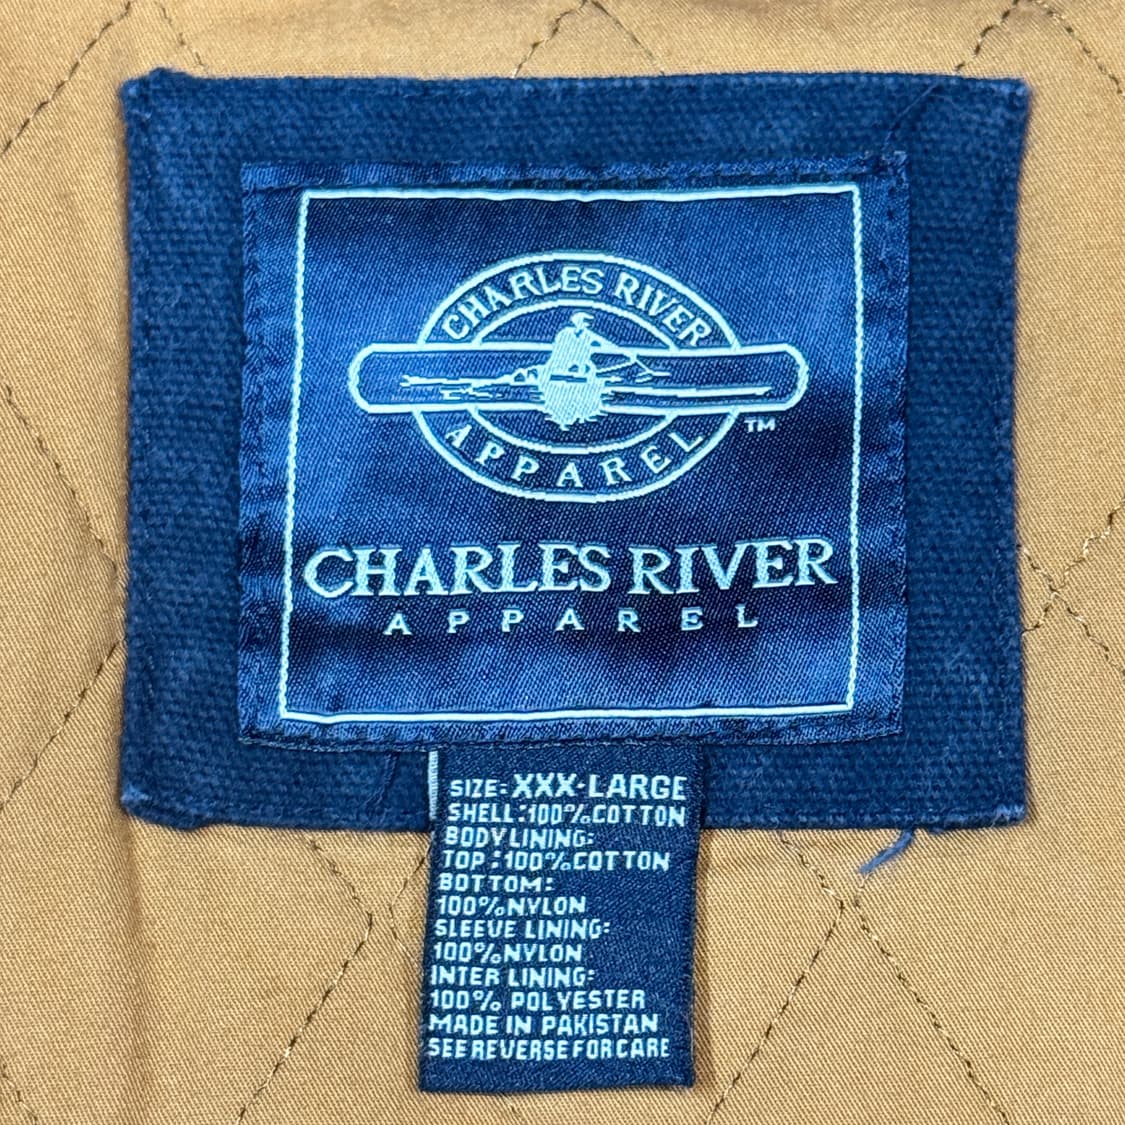 CHARLES RIVER
APPAREL
TM
CHARLES RIVER
APPAREL
SIZE: XXX-LARGE
SHELL: 100% COTTON
BODY LINING:
TOP: 100% COTTON
BOTTOM:
100% NYLON
SLEEVE LINING:
100% NYLON
INTER LINING:
100% POLYESTER
MADE IN PAKISTAN
SEE REVERSE FOR CARE